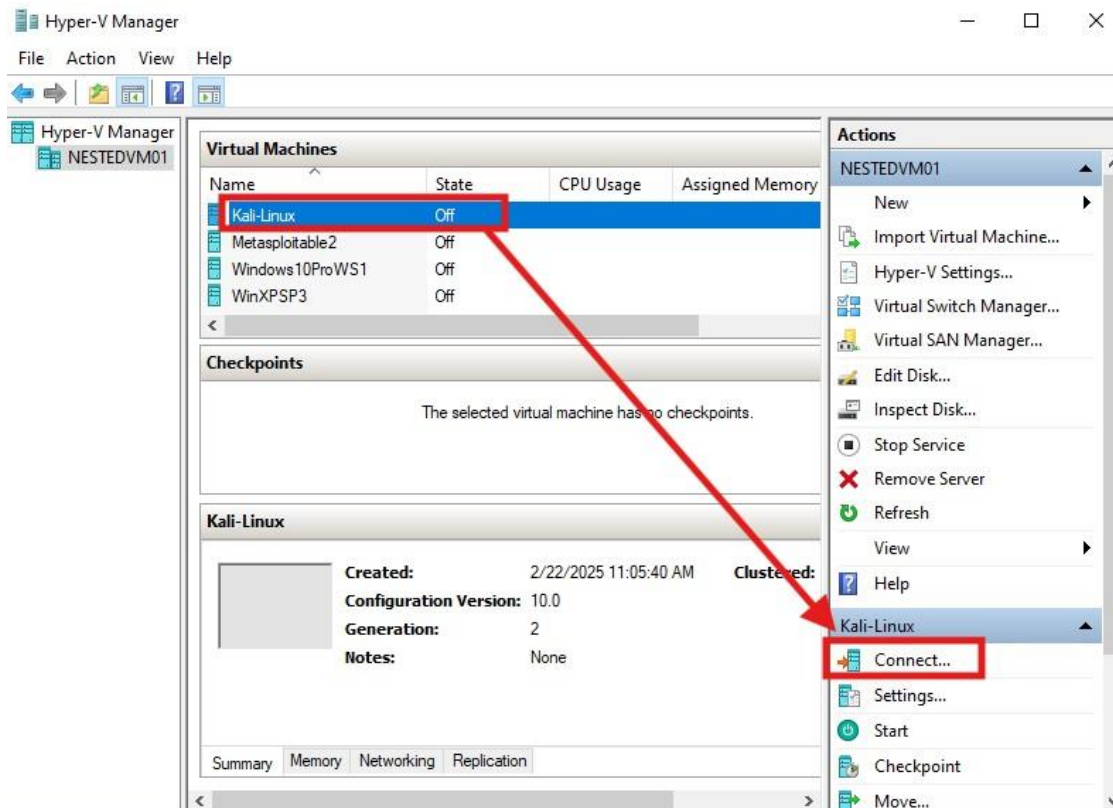 Hyper-V Manager
File Action View Help
Hyper-V Manager
NESTEDVM01
Virtual Machines
Name State CPU Usage Assigned Memory
Kali-Linux Off
Metasploitable2 Off
Windows10ProWS1 Off
WinXPSP3 Off
Checkpoints
The selected virtual machine has no checkpoints.
Kali-Linux
Created: 2/22/2025 11:05:40 AM Clustered:
Configuration Version: 10.0
Generation: 2
Notes: None
Summary Memory Networking Replication
Actions
NESTEDVM01
New
Import Virtual Machine...
Hyper-V Settings...
Virtual Switch Manager...
Virtual SAN Manager...
Edit Disk...
Inspect Disk...
Stop Service
Remove Server
Refresh
View
Help
Kali-Linux
Connect...
Settings...
Start
Checkpoint
Move...